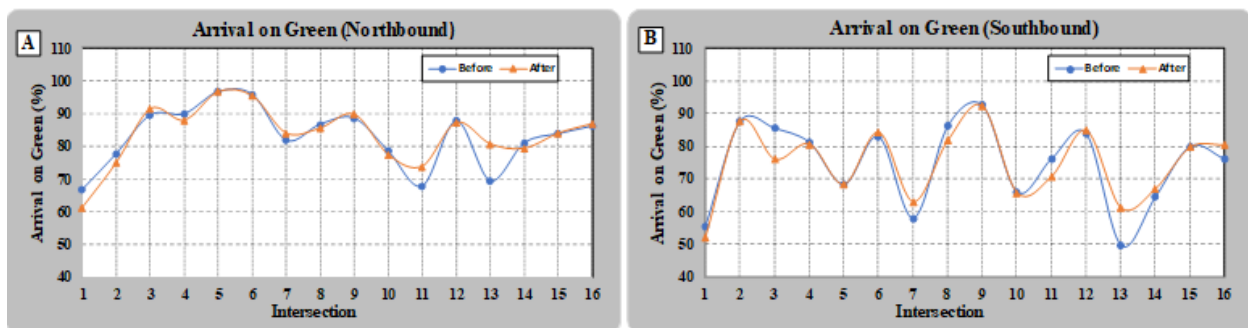 A
Arrival on Green (Northbound)
110
100
90
80
70
60
50
40
Arrival on Green (%)
Before
After
1 2 3 4 5 6 7 8 9 10 11 12 13 14 15 16
Intersection
B
Arrival on Green (Southbound)
110
100
90
80
70
60
50
40
Arrival on Green (%)
Before
After
1 2 3 4 5 6 7 8 9 10 11 12 13 14 15 16
Intersection